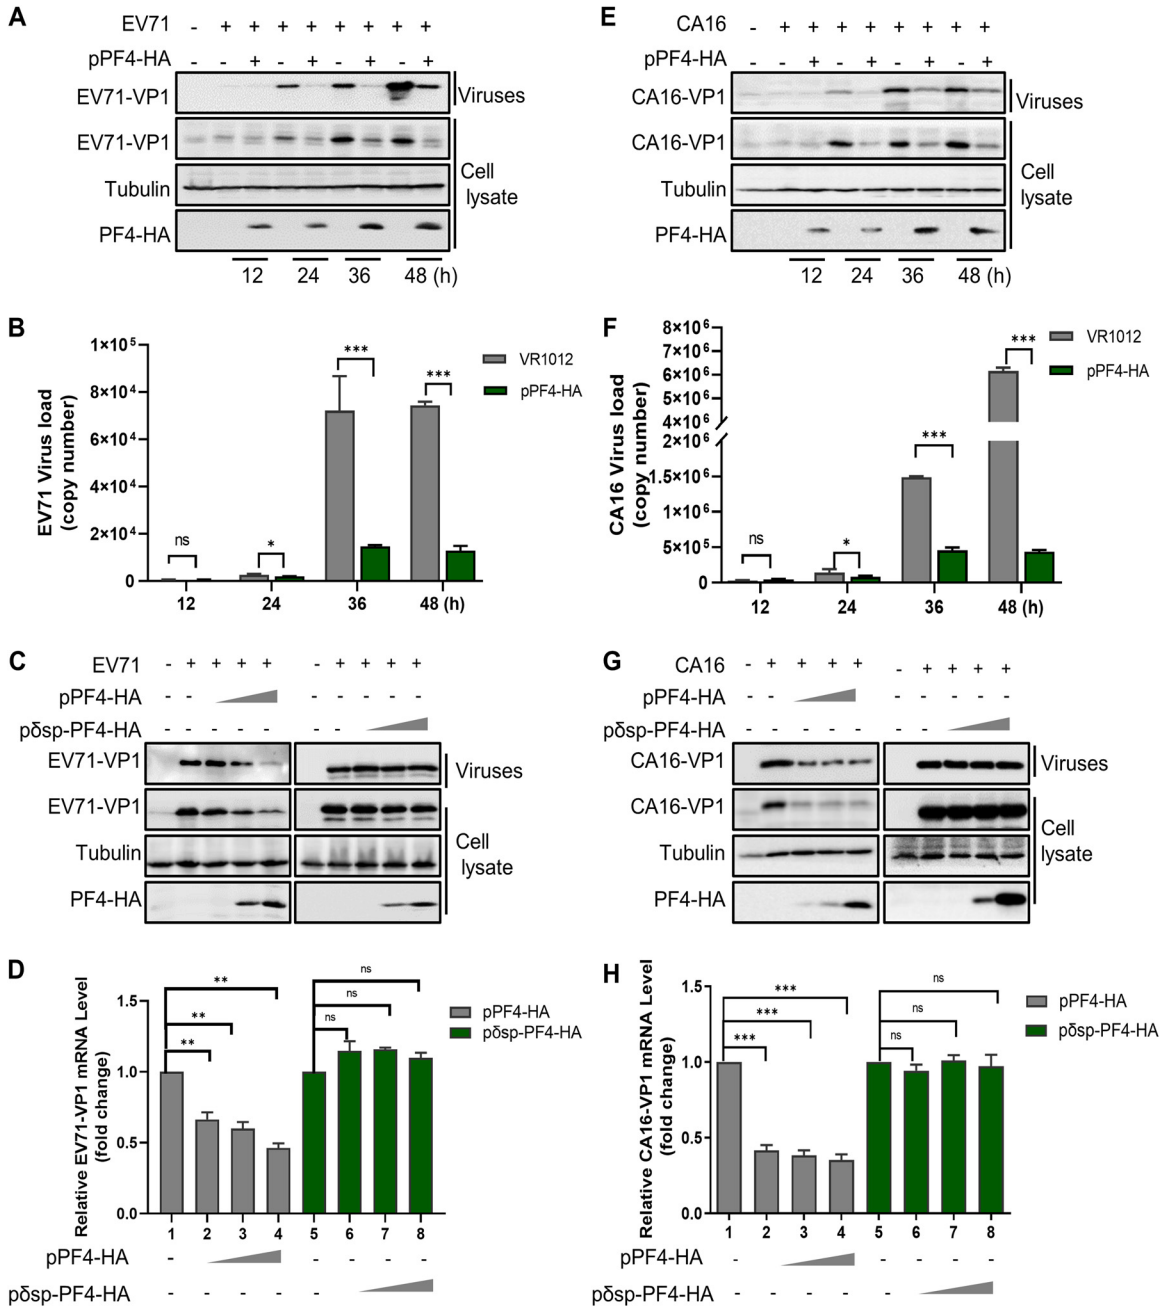 A
EV71 - + + + + + + + +
pPF4-HA - - + - + - + - +
EV71-VP1
Viruses
EV71-VP1
Tubulin
Cell
lysate
PF4-HA
12 24 36 48 (h)
E
CA16 - + + + + + + + +
pPF4-HA - - + - + - + - +
CA16-VP1
Viruses
CA16-VP1
Tubulin
Cell
lysate
PF4-HA
12 24 36 48 (h)
B
EV71 Virus load
(copy number)
1×10⁵
8×10⁴
6×10⁴
4×10⁴
2×10⁴
0
ns * *** ***
12 24 36 48 (h)
VR1012
pPF4-HA
F
CA16 Virus load
(copy number)
8×10⁶
7×10⁶
6×10⁶
5×10⁶
4×10⁶
2×10⁶
1.5×10⁶
1×10⁶
5×10⁵
0
ns * *** ***
12 24 36 48 (h)
VR1012
pPF4-HA
C
EV71 - + + + + - + + + +
pPF4-HA - - - - - - -
pδsp-PF4-HA - - - - - - -
EV71-VP1
Viruses
EV71-VP1
Tubulin
Cell
lysate
PF4-HA
G
CA16 - + + + + - + + + +
pPF4-HA - - - - - - -
pδsp-PF4-HA - - - - - - -
CA16-VP1
Viruses
CA16-VP1
Tubulin
Cell
lysate
PF4-HA
D
Relative EV71-VP1 mRNA Level
(fold change)
1.5
1.0
0.5
0.0
** ** ** ns ns ns
1 2 3 4 5 6 7 8
pPF4-HA - - - - -
pδsp-PF4-HA - - - - - -
pPF4-HA
pδsp-PF4-HA
H
Relative CA16-VP1 mRNA Level
(fold change)
1.5
1.0
0.5
0.0
*** *** *** ns ns ns
1 2 3 4 5 6 7 8
pPF4-HA - - - - -
pδsp-PF4-HA - - - - -
pPF4-HA
pδsp-PF4-HA